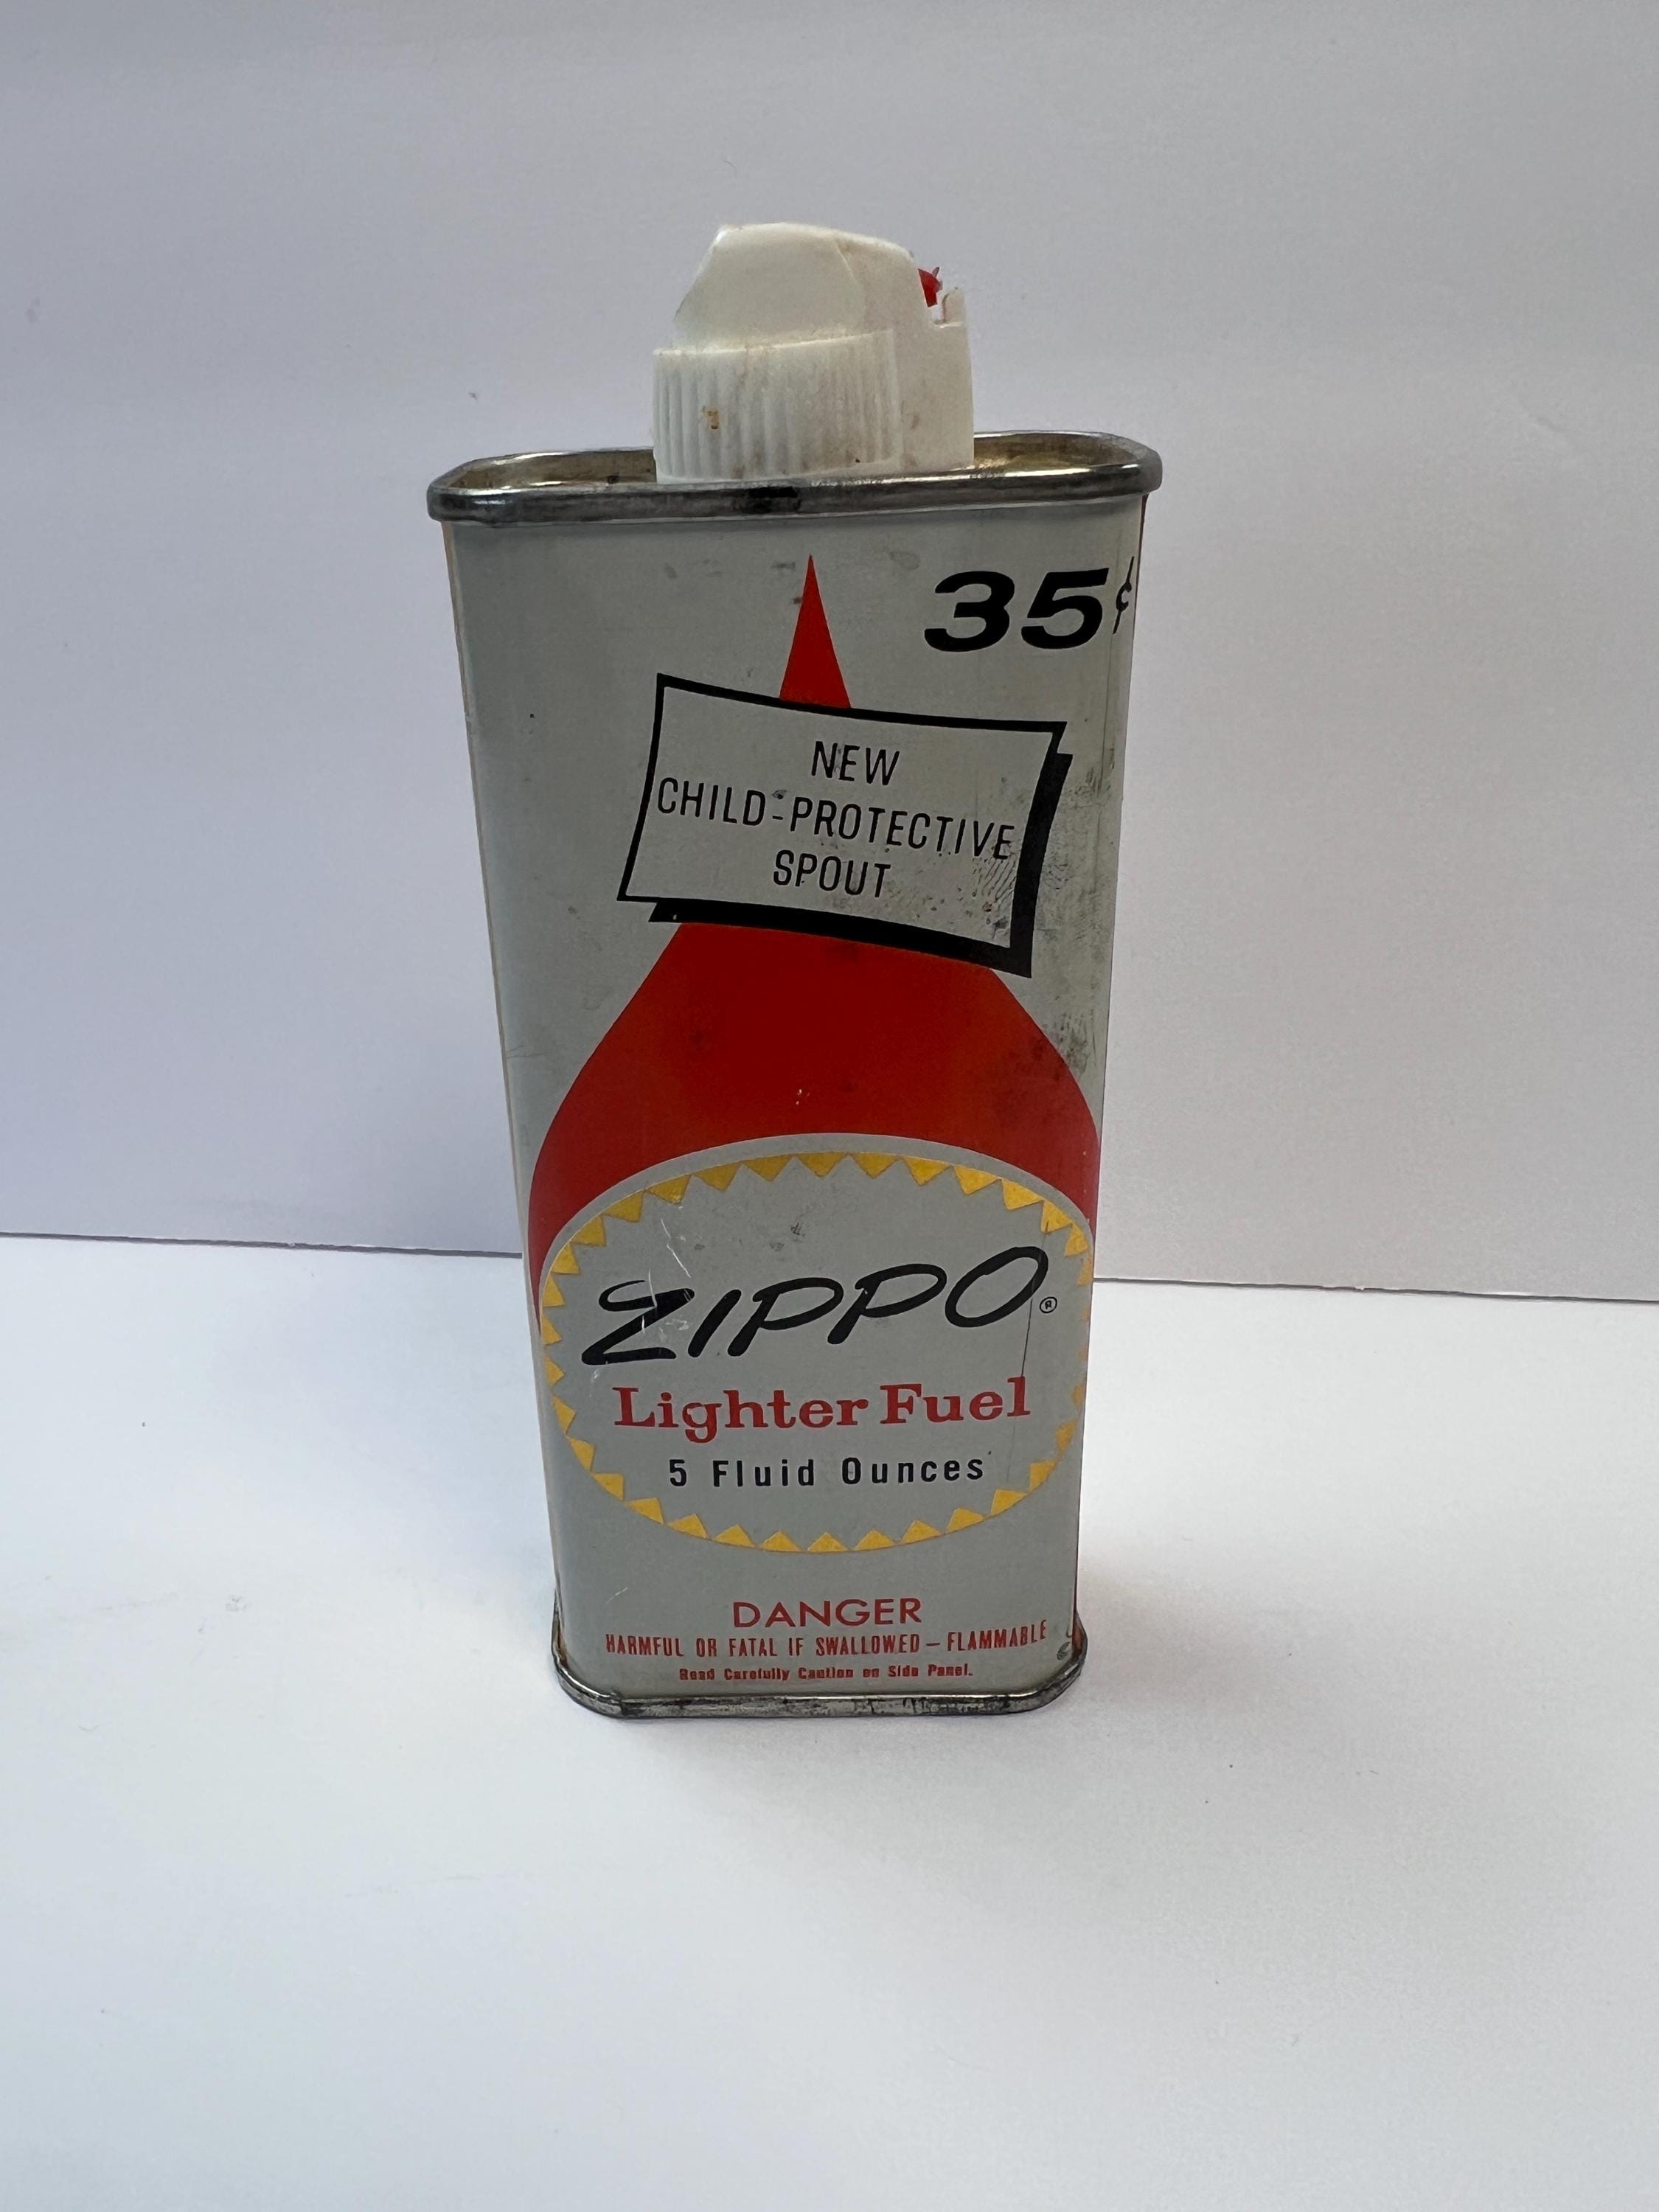 35¢
NEW
CHILD-PROTECTIVE
SPOUT
ZIPPO®
Lighter Fuel
5 Fluid Ounces
DANGER
HARMFUL OR FATAL IF SWALLOWED – FLAMMABLE
Read Carefully Caution on Side Panel.